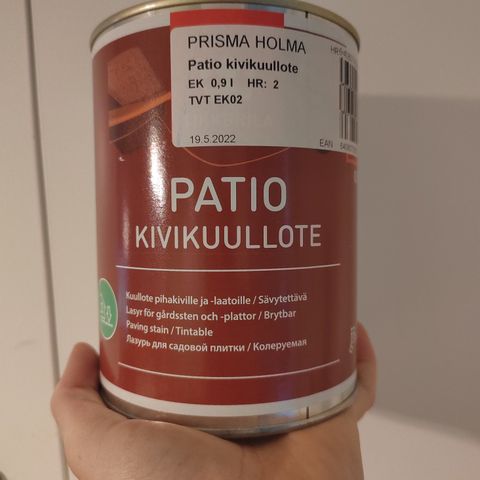 PRISMA HOLMA
Patio kivikuullote
EK 0,9 l HR: 2
TVT EK02
19.5.2022
EAN
PATIO
KIVIKUULLOTE
Kuullote pihakiville ja -laatoille / Sävytettävä
Lasyr för gårdssten och -plattor / Brytbar
Paving stain / Tintable
Лазурь для садовой плитки / Колеруемая